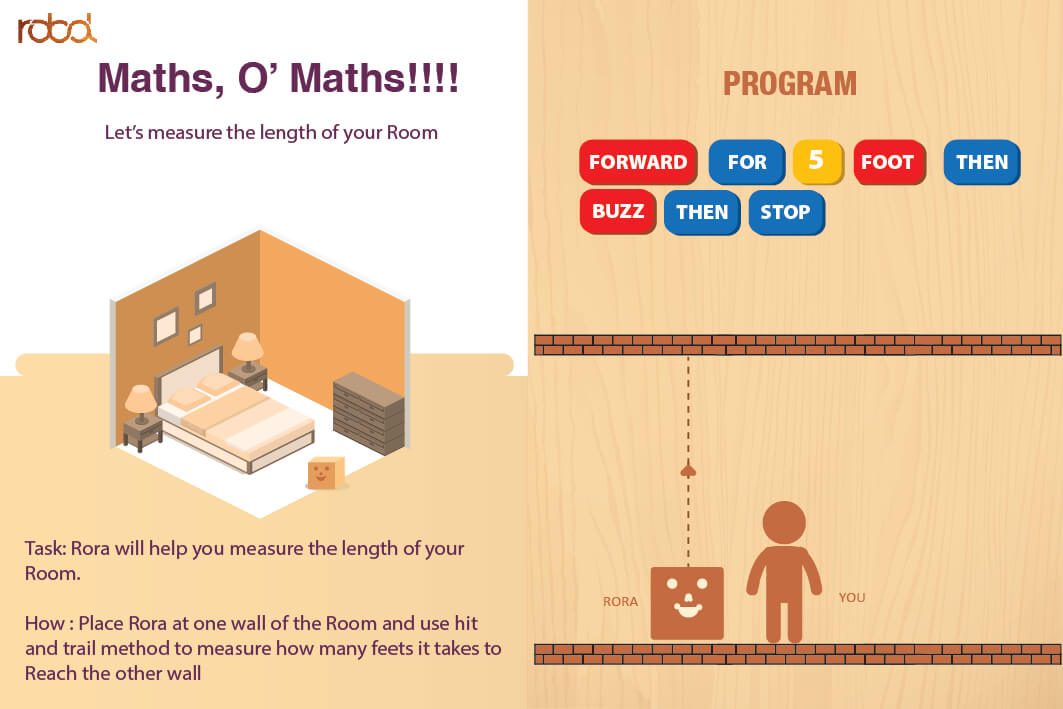 robd
Maths, O’ Maths!!!!
Let’s measure the length of your Room
Task: Rora will help you measure the length of your
Room.
How : Place Rora at one wall of the Room and use hit
and trail method to measure how many feets it takes to
Reach the other wall
PROGRAM
FORWARD FOR 5 FOOT THEN
BUZZ THEN STOP
RORA
YOU